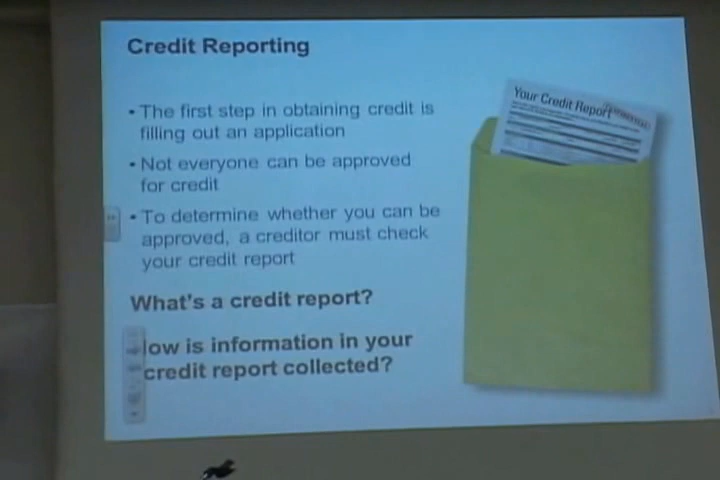 Credit Reporting
• The first step in obtaining credit is
filling out an application
• Not everyone can be approved
for credit
• To determine whether you can be
approved, a creditor must check
your credit report
What's a credit report?
ow is information in your
credit report collected?
Your Credit Report